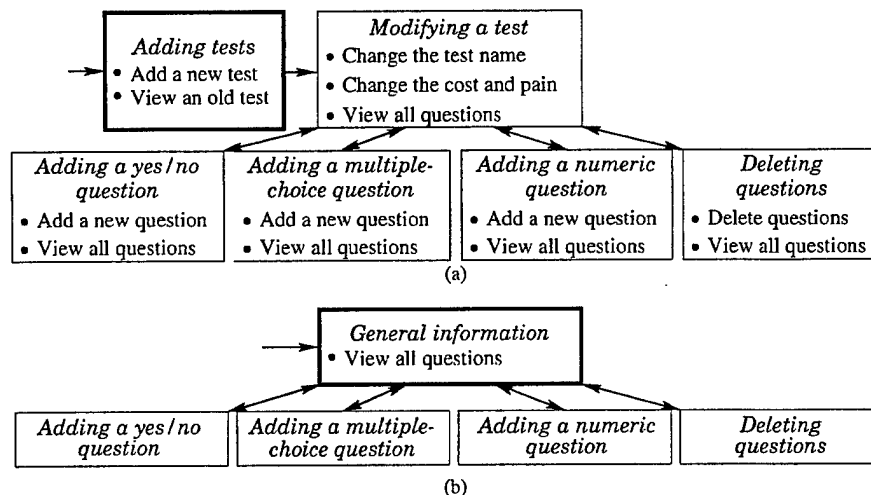 Adding tests
• Add a new test
• View an old test
Modifying a test
• Change the test name
• Change the cost and pain
• View all questions
Adding a yes/no
question
• Add a new question
• View all questions
Adding a multiple-
choice question
• Add a new question
• View all questions
Adding a numeric
question
• Add a new question
• View all questions
Deleting
questions
• Delete questions
• View all questions
(a)
General information
• View all questions
Adding a yes/no
question
Adding a multiple-
choice question
Adding a numeric
question
Deleting
questions
(b)